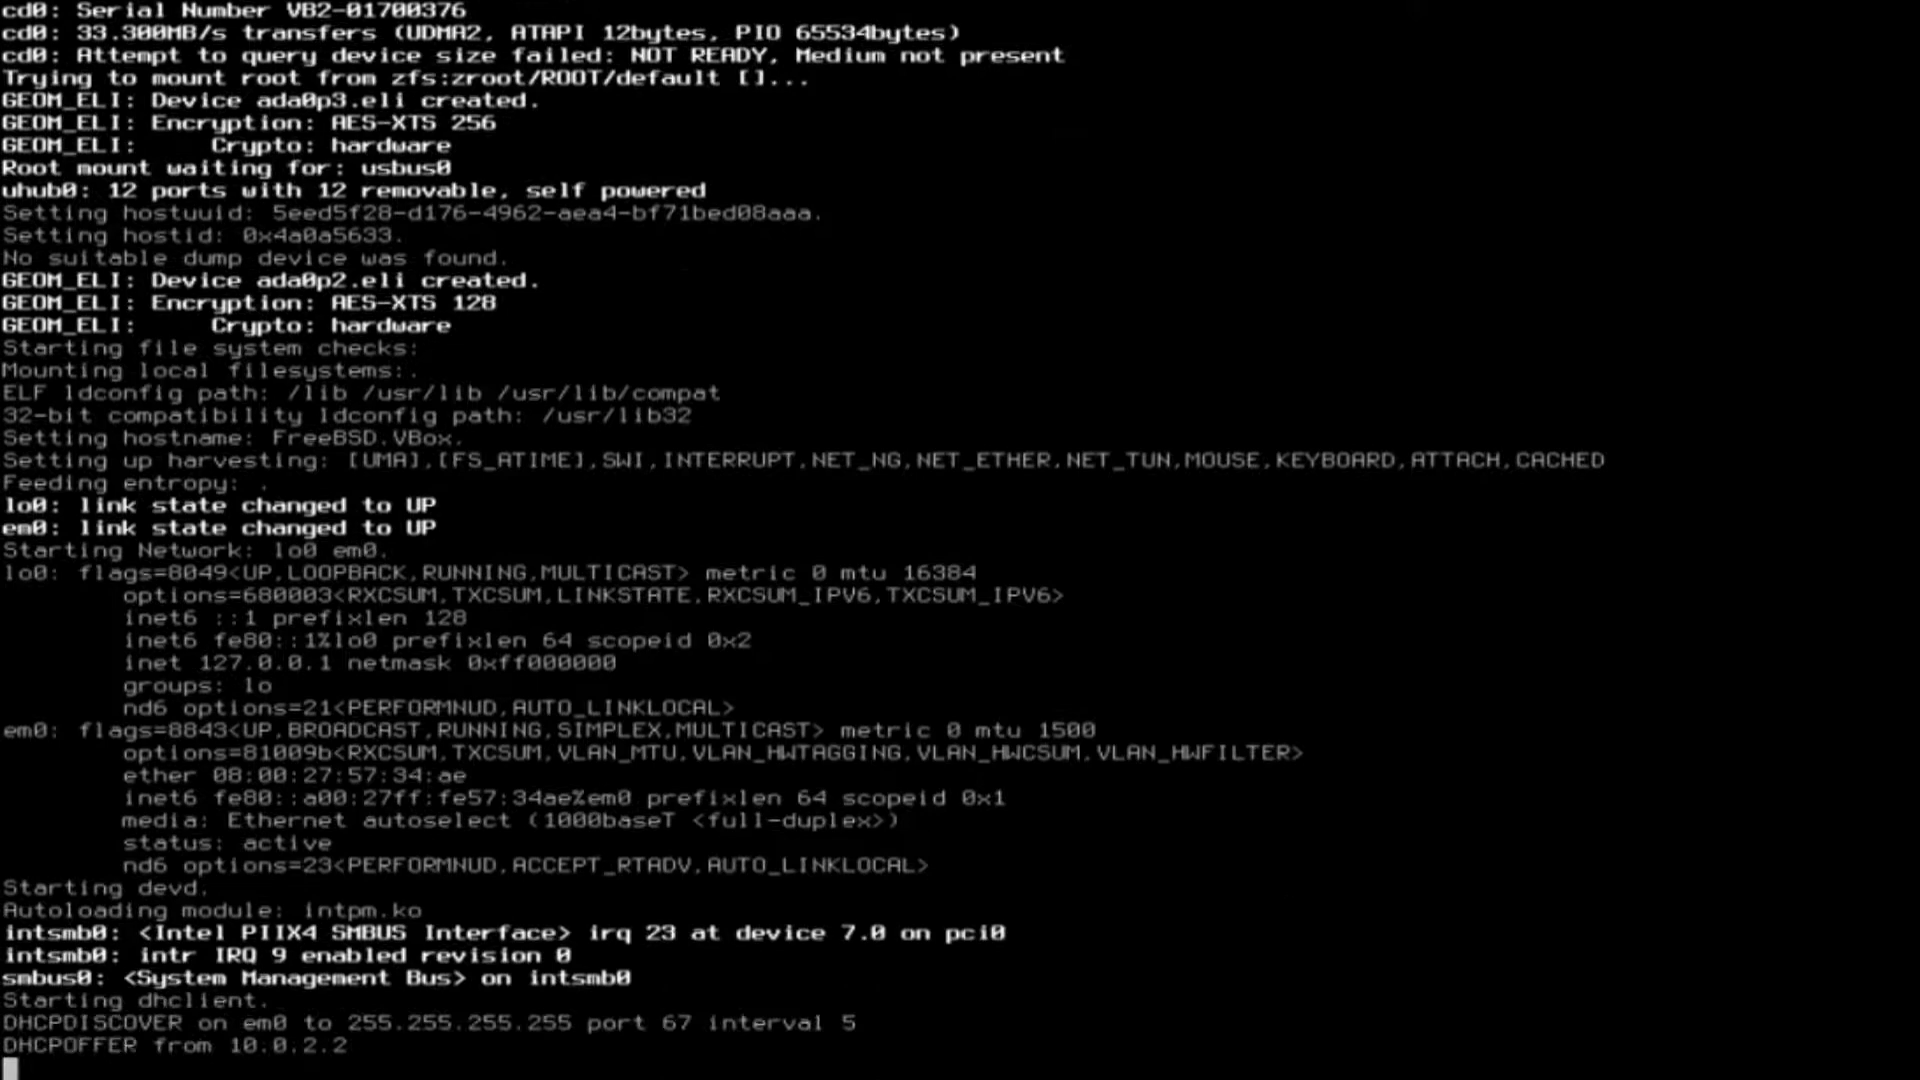 cd0: Serial Number VB2-01700376
cd0: 33.300MB/s transfers (UDMA2, ATAPI 12bytes, PIO 65534bytes)
cd0: Attempt to query device size failed: NOT READY, Medium not present
Trying to mount root from zfs:zroot/ROOT/default []...
GEOM_ELI: Device ada0p3.eli created.
GEOM_ELI: Encryption: AES-XTS 256
GEOM_ELI:     Crypto: hardware
Root mount waiting for: usbus0
uhub0: 12 ports with 12 removable, self powered
Setting hostuuid: 5eed5f28-d176-4962-aea4-bf71bed08aaa.
Setting hostid: 0x4a0a5633.
No suitable dump device was found.
GEOM_ELI: Device ada0p2.eli created.
GEOM_ELI: Encryption: AES-XTS 128
GEOM_ELI:     Crypto: hardware
Starting file system checks:
Mounting local filesystems:.
ELF ldconfig path: /lib /usr/lib /usr/lib/compat
32-bit compatibility ldconfig path: /usr/lib32
Setting hostname: FreeBSD.VBox.
Setting up harvesting: [UMA],[FS_ATIME],SWI,INTERRUPT,NET_NG,NET_ETHER,NET_TUN,MOUSE,KEYBOARD,ATTACH,CACHED
Feeding entropy: .
lo0: link state changed to UP
em0: link state changed to UP
Starting Network: lo0 em0.
lo0: flags=8049<UP,LOOPBACK,RUNNING,MULTICAST> metric 0 mtu 16384
        options=680003<RXCSUM,TXCSUM,LINKSTATE,RXCSUM_IPV6,TXCSUM_IPV6>
        inet6 ::1 prefixlen 128
        inet6 fe80::1%lo0 prefixlen 64 scopeid 0x2
        inet 127.0.0.1 netmask 0xff000000
        groups: lo
        nd6 options=21<PERFORMNUD,AUTO_LINKLOCAL>
em0: flags=8843<UP,BROADCAST,RUNNING,SIMPLEX,MULTICAST> metric 0 mtu 1500
        options=81009b<RXCSUM,TXCSUM,VLAN_MTU,VLAN_HWTAGGING,VLAN_HWCSUM,VLAN_HWFILTER>
        ether 08:00:27:57:34:ae
        inet6 fe80::a00:27ff:fe57:34ae%em0 prefixlen 64 scopeid 0x1
        media: Ethernet autoselect (1000baseT <full-duplex>)
        status: active
        nd6 options=23<PERFORMNUD,ACCEPT_RTADV,AUTO_LINKLOCAL>
Starting devd.
Autoloading module: intpm.ko
intsmb0: <Intel PIIX4 SMBUS Interface> irq 23 at device 7.0 on pci0
intsmb0: intr IRQ 9 enabled revision 0
smbus0: <System Management Bus> on intsmb0
Starting dhclient.
DHCPDISCOVER on em0 to 255.255.255.255 port 67 interval 5
DHCPOFFER from 10.0.2.2